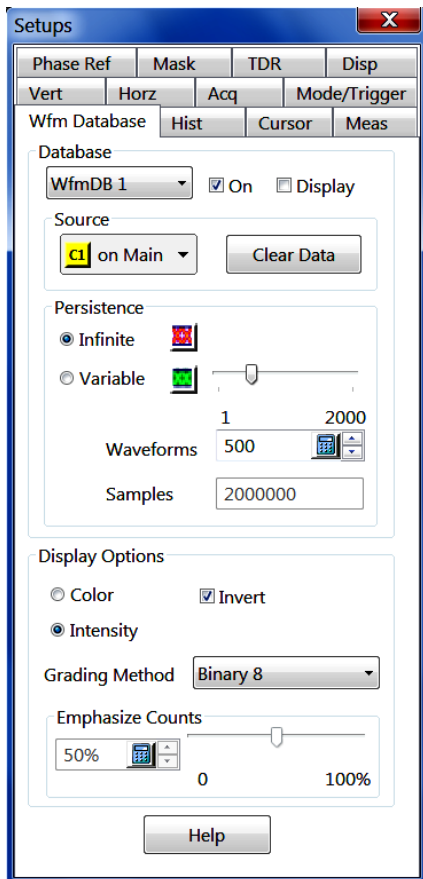 Setups
X
Phase Ref Mask TDR Disp
Vert Horz Acq Mode/Trigger
Wfm Database Hist Cursor Meas
Database
WfmDB 1 On Display
Source
C1 on Main Clear Data
Persistence
Infinite
Variable
1 2000
Waveforms 500
Samples 2000000
Display Options
Color Invert
Intensity
Grading Method Binary 8
Emphasize Counts
50%
0 100%
Help